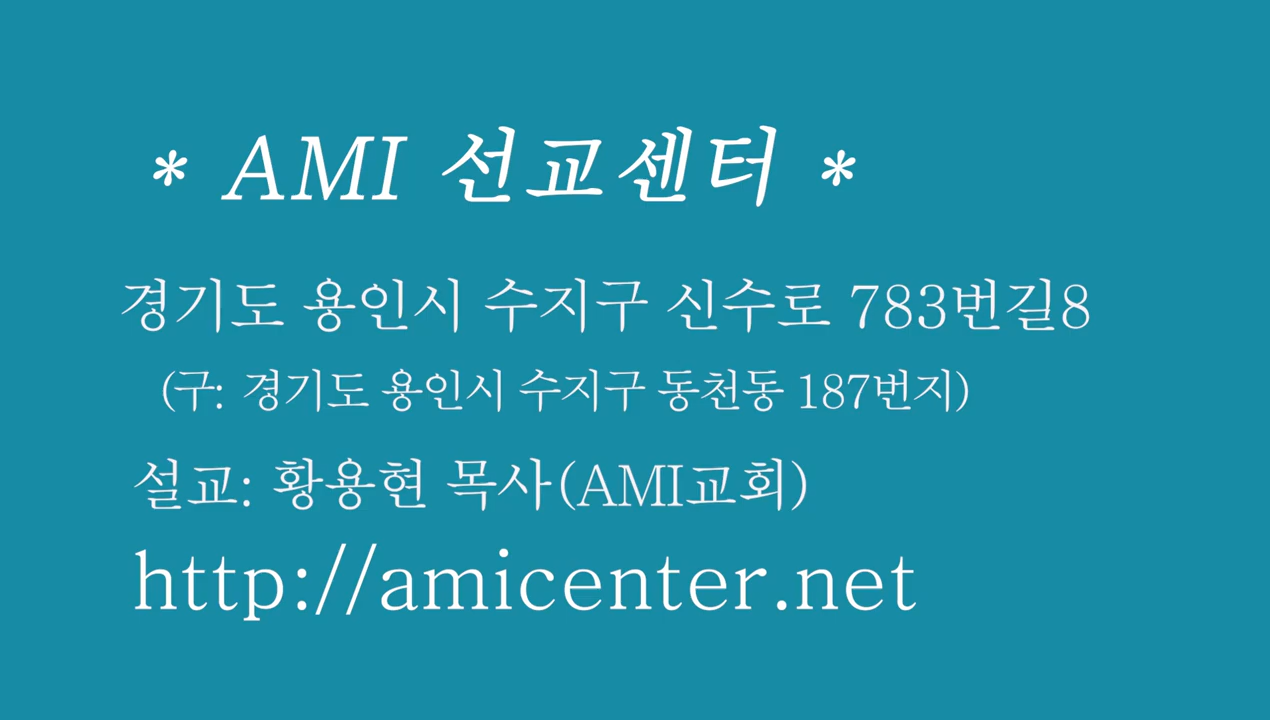 * AMI 선교센터 *
경기도 용인시 수지구 신수로 783번길8
(구: 경기도 용인시 수지구 동천동 187번지)
설교: 황용현 목사(AMI교회)
http://amicenter.net